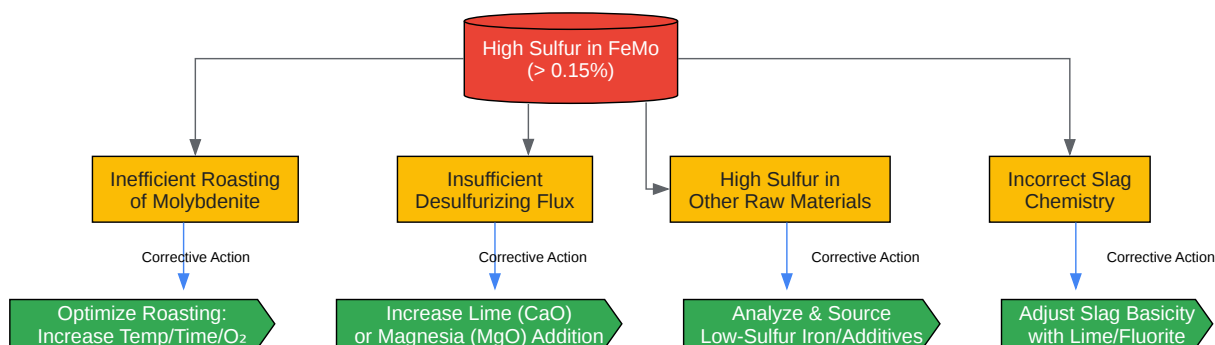 High Sulfur in FeMo
(> 0.15%)
Inefficient Roasting
of Molybdenite
Insufficient
Desulfurizing Flux
High Sulfur in
Other Raw Materials
Incorrect Slag
Chemistry
Corrective Action
Corrective Action
Corrective Action
Corrective Action
Optimize Roasting:
Increase Temp/Time/O₂
Increase Lime (CaO)
or Magnesia (MgO) Addition
Analyze & Source
Low-Sulfur Iron/Additives
Adjust Slag Basicity
with Lime/Fluorite